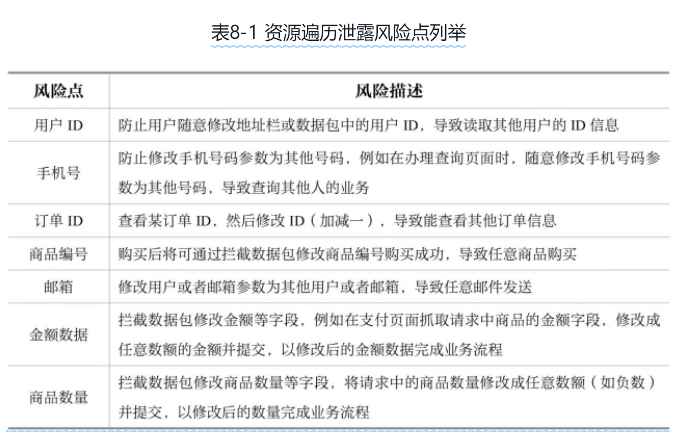 表8-1 资源遍历泄露风险点列举
风险点 风险描述
用户 ID 防止用户随意修改地址栏或数据包中的用户 ID，导致读取其他用户的 ID 信息
手机号 防止修改手机号码参数为其他号码，例如在办理查询页面时，随意修改手机号码参
数为其他号码，导致查询其他人的业务
订单 ID 查看某订单 ID，然后修改 ID（加减一），导致能查看其他订单信息
商品编号 购买后将可通过拦截数据包修改商品编号购买成功，导致任意商品购买
邮箱 修改用户或者邮箱参数为其他用户或者邮箱，导致任意邮件发送
金额数据 拦截数据包修改金额等字段，例如在支付页面抓取请求中商品的金额字段，修改成
任意数额的金额并提交，以修改后的金额数据完成业务流程
商品数量 拦截数据包修改商品数量等字段，将请求中的商品数量修改成任意数额（如负数）
并提交，以修改后的数量完成业务流程